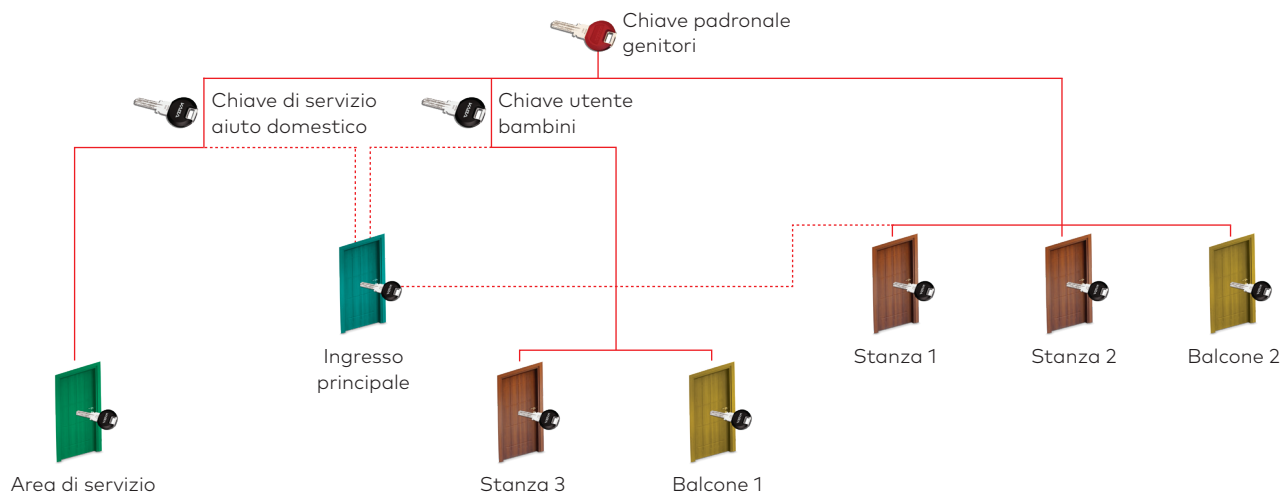 Chiave padronale
genitori
Chiave di servizio
aiuto domestico
Chiave utente
bambini
Ingresso
principale
Stanza 1
Stanza 2
Balcone 2
Area di servizio
Stanza 3
Balcone 1